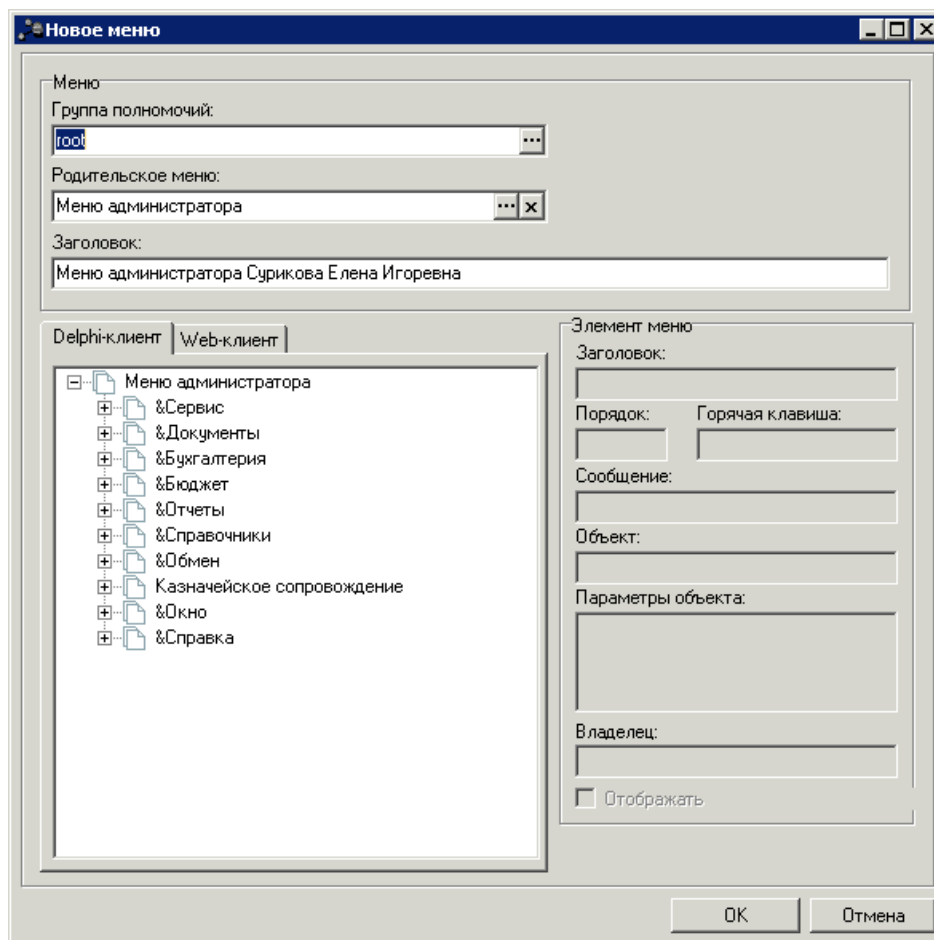 Новое меню
Меню
Группа полномочий:
root
Родительское меню:
Меню администратора
Заголовок:
Меню администратора Сурикова Елена Игоревна
Delphi-клиент
Web-клиент
Меню администратора
&Сервис
&Документы
&Бухгалтерия
&Бюджет
&Отчеты
&Справочники
&Обмен
Казначейское сопровождение
&Окно
&Справка
Элемент меню
Заголовок:
Порядок: Горячая клавиша:
Сообщение:
Объект:
Параметры объекта:
Владелец:
Отображать
OK Отмена